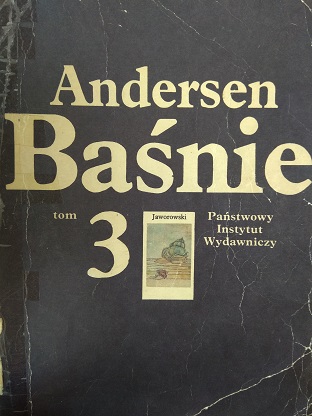 Andersen
Baśnie
tom
3
Jaworowski
Państwowy
Instytut
Wydawniczy